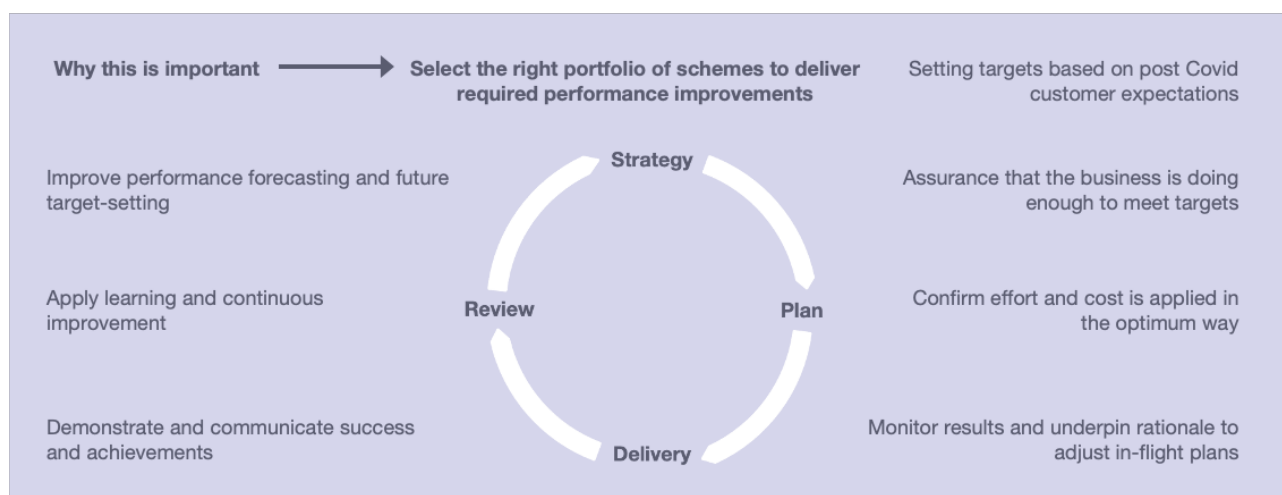 Why this is important
Select the right portfolio of schemes to deliver
required performance improvements
Setting targets based on post Covid
customer expectations
Strategy
Improve performance forecasting and future
target-setting
Assurance that the business is doing
enough to meet targets
Apply learning and continuous
improvement
Review
Plan
Confirm effort and cost is applied in
the optimum way
Demonstrate and communicate success
and achievements
Delivery
Monitor results and underpin rationale to
adjust in-flight plans